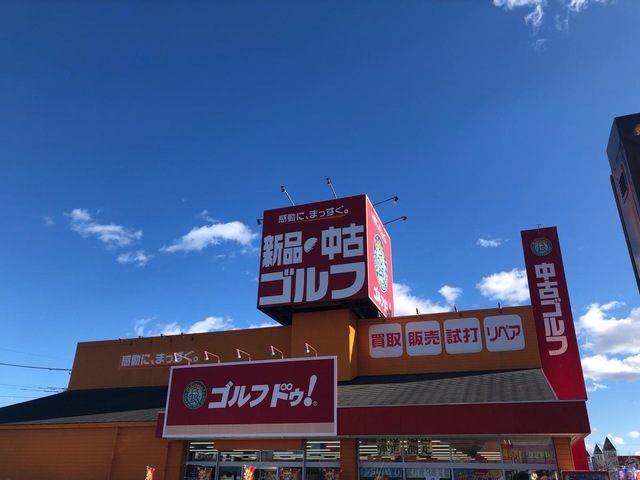 感動に、まっすぐ。
新品・中古
ゴルフ
中古ゴルフ
感動に、まっすぐ。
買取 販売 試打 リペア
ゴルフドゥ!